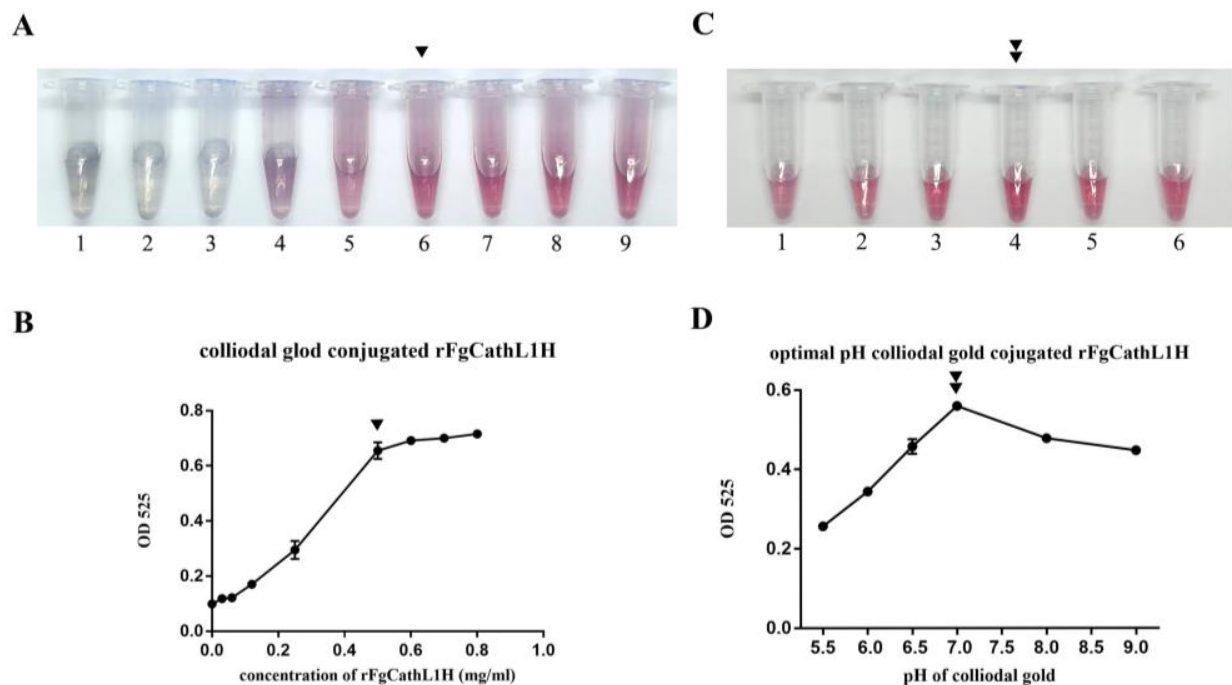 A
1 2 3 4 5 6 7 8 9
C
1 2 3 4 5 6
B
colliodal glod conjugated rFgCathL1H
OD 525
0.8
0.6
0.4
0.2
0.0
0.0 0.2 0.4 0.6 0.8 1.0
concentration of rFgCathL1H (mg/ml)
D
optimal pH colliodal gold cojugated rFgCathL1H
OD 525
0.6
0.4
0.2
0.0
5.5 6.0 6.5 7.0 7.5 8.0 8.5 9.0
pH of colliodal gold